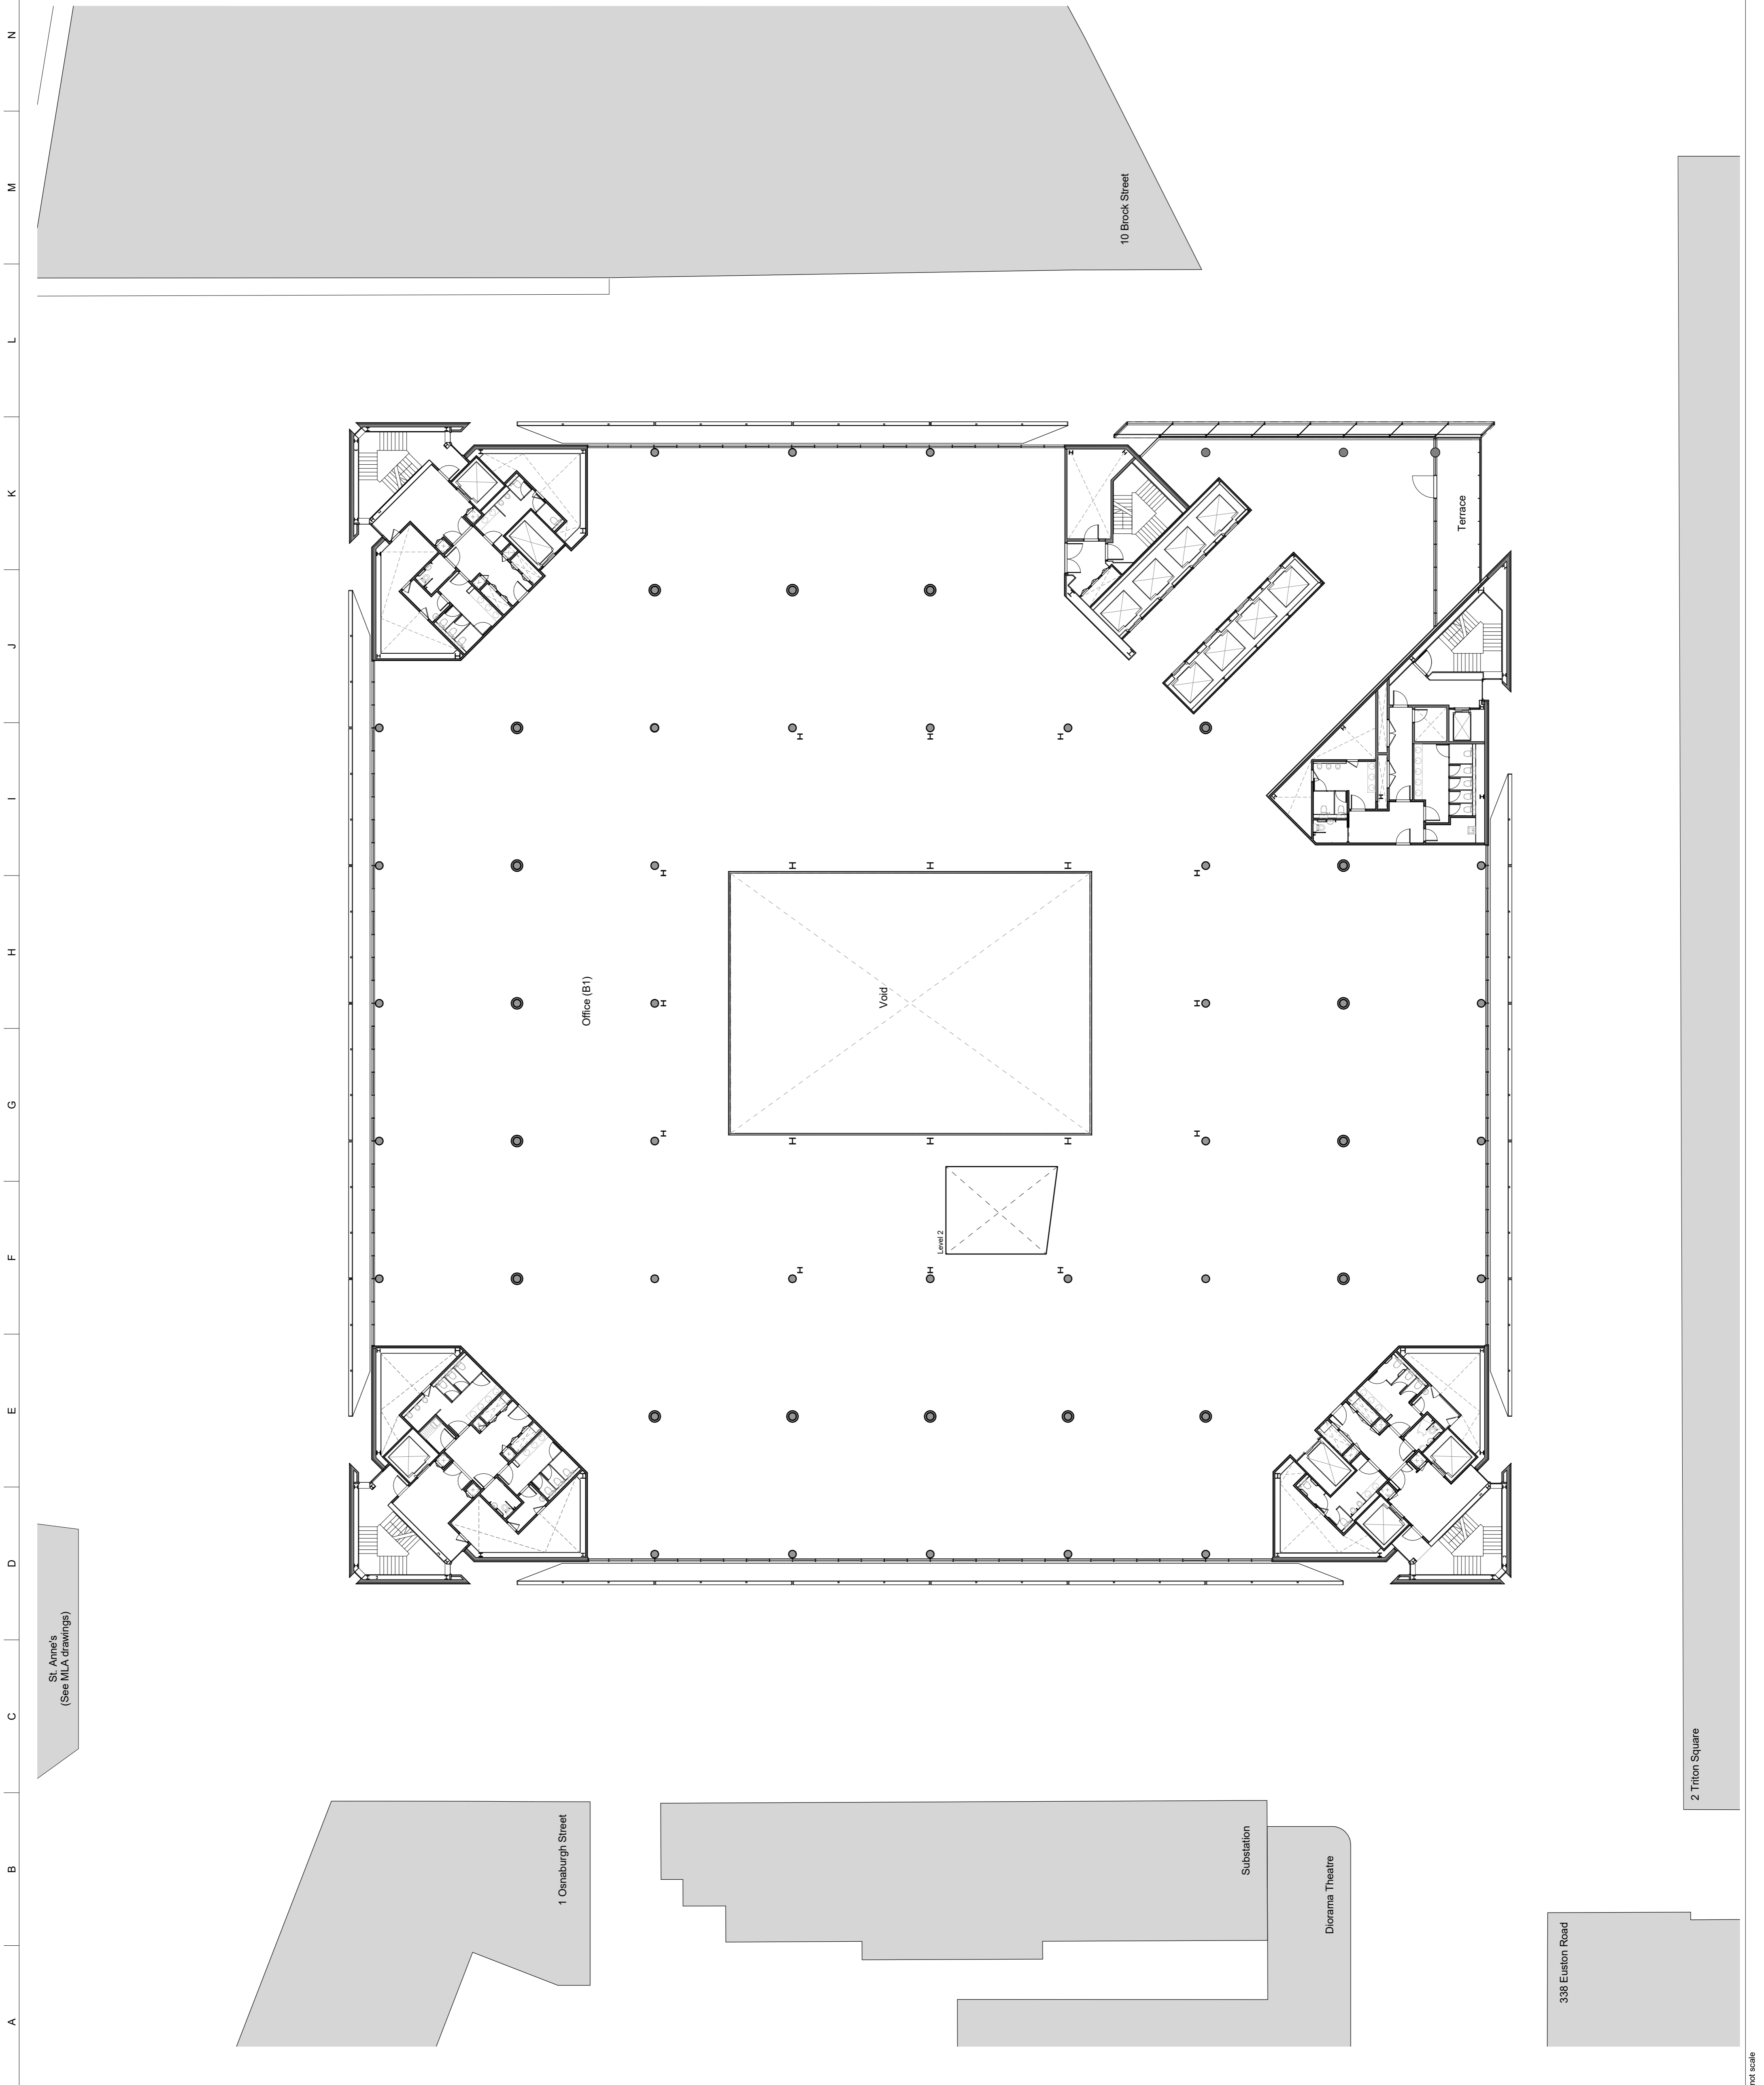 N
M
L
K
J
I
H
G
F
E
D
C
B
A
10 Brock Street
Terrace
Office (B1)
Void
Level 2
St. Anne's
(See MLA drawings)
1 Osnaburgh Street
Substation
Diorama Theatre
2 Triton Square
338 Euston Road
not scale